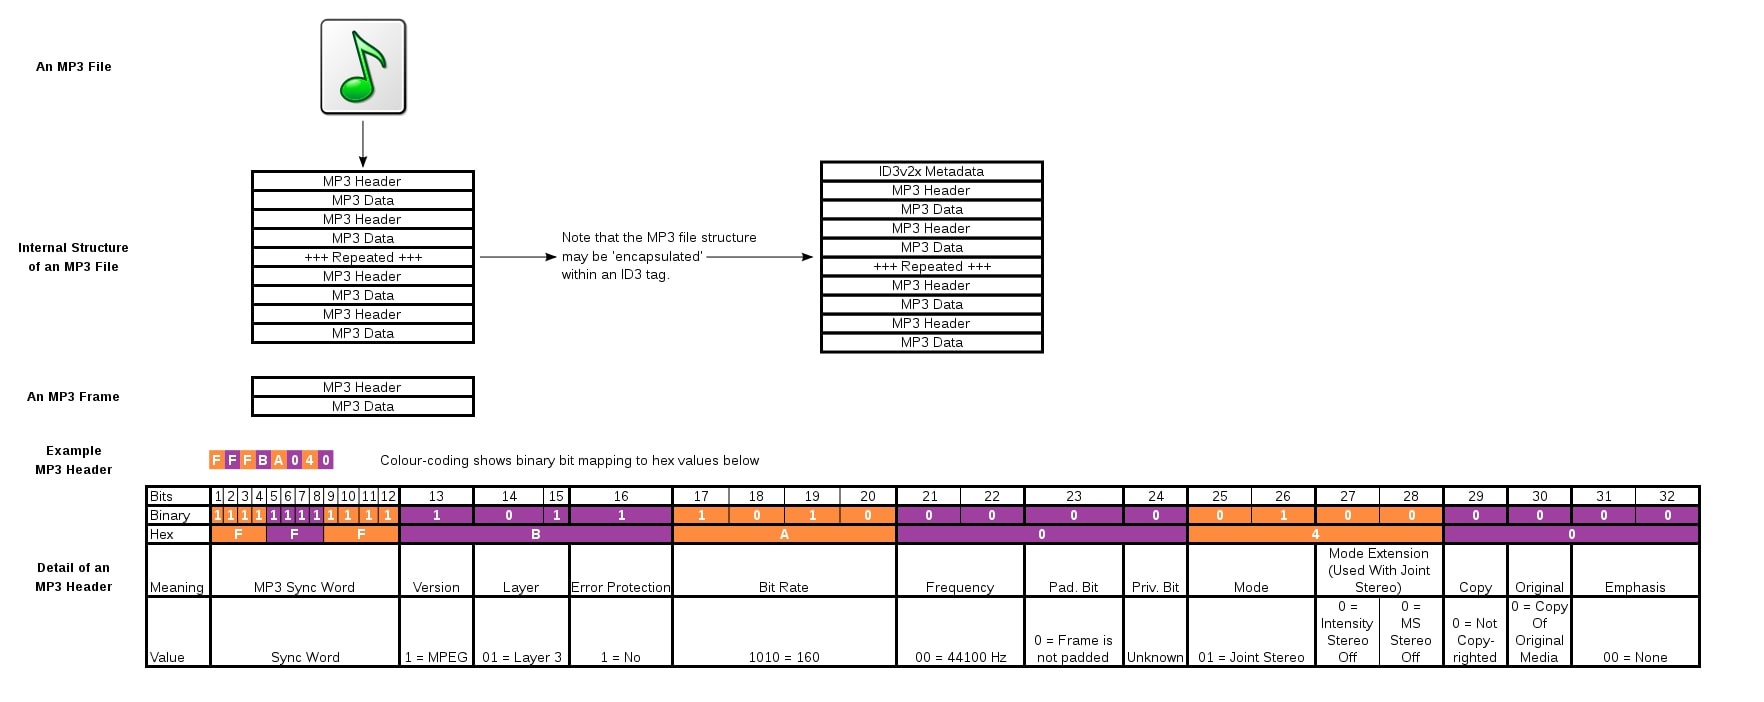 An MP3 File
Internal Structure
of an MP3 File
MP3 Header
MP3 Data
MP3 Header
MP3 Data
+++ Repeated +++
MP3 Header
MP3 Data
MP3 Header
MP3 Data
Note that the MP3 file structure
may be 'encapsulated'
within an ID3 tag.
ID3v2x Metadata
MP3 Header
MP3 Data
MP3 Header
MP3 Data
+++ Repeated +++
MP3 Header
MP3 Data
MP3 Header
MP3 Data
An MP3 Frame
MP3 Header
MP3 Data
Example
MP3 Header
F F F B A 0 4 0
Colour-coding shows binary bit mapping to hex values below
Detail of an
MP3 Header
Bits 1 2 3 4 5 6 7 8 9 10 11 12 13 14 15 16 17 18 19 20 21 22 23 24 25 26 27 28 29 30 31 32
Binary 1 1 1 1 1 1 1 1 1 1 1 1 1 0 1 1 1 0 1 0 0 0 0 0 0 1 0 0 0 0 0 0
Hex F F F B A 0 4 0
Meaning
MP3 Sync Word
Version
Layer
Error Protection
Bit Rate
Frequency
Pad. Bit
Priv. Bit
Mode
Mode Extension
(Used With Joint
Stereo)
Copy
Original
Emphasis
Value
Sync Word
1 = MPEG
01 = Layer 3
1 = No
1010 = 160
00 = 44100 Hz
0 = Frame is
not padded
Unknown
01 = Joint Stereo
0 =
Intensity
Stereo
Off
0 =
MS
Stereo
Off
0 = Not
Copy-
righted
0 = Copy
Of
Original
Media
00 = None